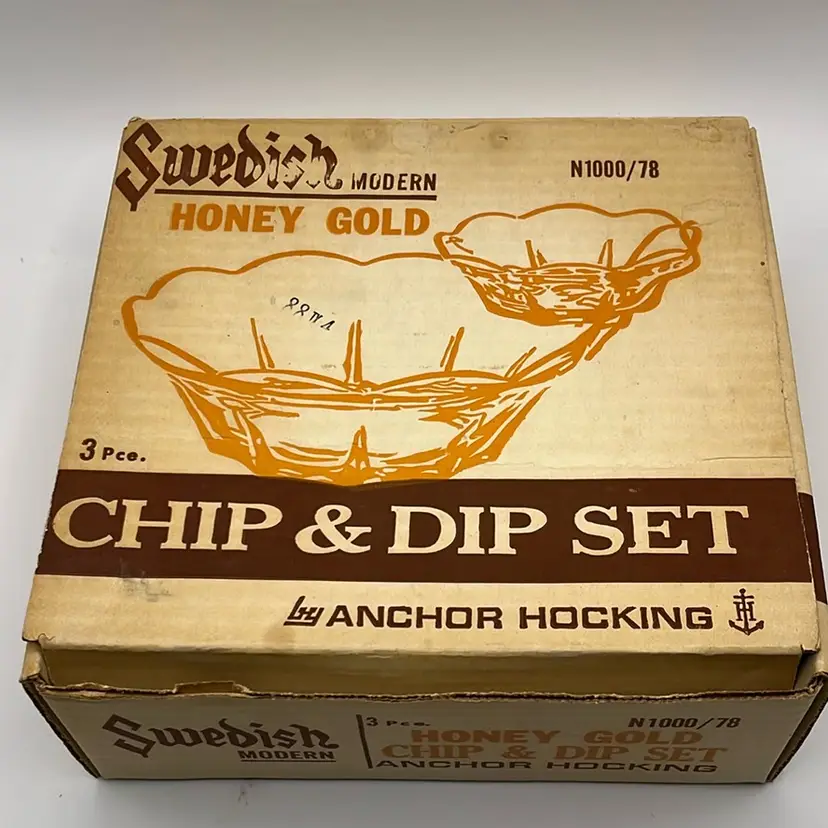 Swedish MODERN
N1000/78
HONEY GOLD
3 Pce.
CHIP & DIP SET
by ANCHOR HOCKING
Swedish
MODERN
3 Pce.
N1000/78
HONEY GOLD
CHIP & DIP SET
ANCHOR HOCKING